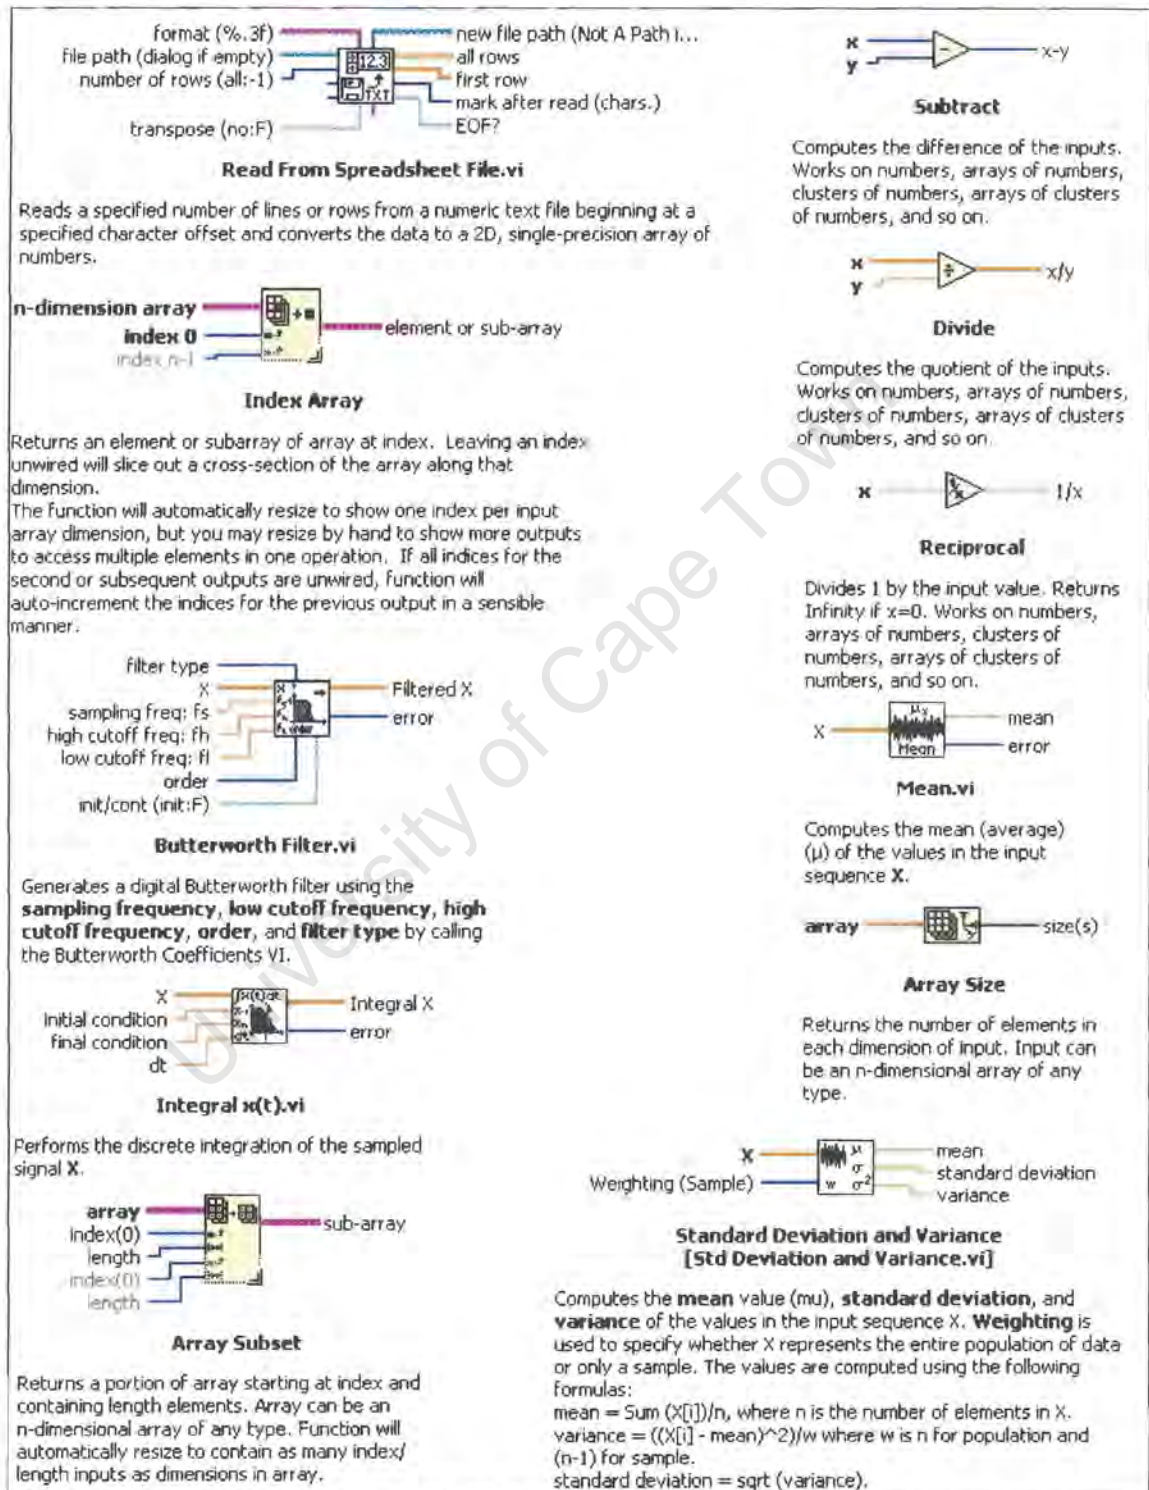 format (%.3f)
file path (dialog if empty)
number of rows (all:-1)
transpose (no:F)
12.3
TXT
new file path (Not A Path i...
all rows
first row
mark after read (chars.)
EOF?
Read From Spreadsheet File.vi
Reads a specified number of lines or rows from a numeric text file beginning at a
specified character offset and converts the data to a 2D, single-precision array of
numbers.
n-dimension array
index 0
index n-1
element or sub-array
Index Array
Returns an element or subarray of array at index. Leaving an index
unwired will slice out a cross-section of the array along that
dimension.
The function will automatically resize to show one index per input
array dimension, but you may resize by hand to show more outputs
to access multiple elements in one operation. If all indices for the
second or subsequent outputs are unwired, function will
auto-increment the indices for the previous output in a sensible
manner.
filter type
X
sampling freq: fs
high cutoff freq: fh
low cutoff freq: fl
order
init/cont (init:F)
Filtered X
error
Butterworth Filter.vi
Generates a digital Butterworth filter using the
sampling frequency, low cutoff frequency, high
cutoff frequency, order, and filter type by calling
the Butterworth Coefficients VI.
X
Initial condition
final condition
dt
∫X(t)dt
Integral X
error
Integral x(t).vi
Performs the discrete integration of the sampled
signal X.
array
index(0)
length
index(0)
length
sub-array
Array Subset
Returns a portion of array starting at index and
containing length elements. Array can be an
n-dimensional array of any type. Function will
automatically resize to contain as many index/
length inputs as dimensions in array.
x
y
x-y
Subtract
Computes the difference of the inputs.
Works on numbers, arrays of numbers,
clusters of numbers, arrays of clusters
of numbers, and so on.
x
y
x/y
Divide
Computes the quotient of the inputs.
Works on numbers, arrays of numbers,
clusters of numbers, arrays of clusters
of numbers, and so on.
x
1/x
Reciprocal
Divides 1 by the input value. Returns
Infinity if x=0. Works on numbers,
arrays of numbers, clusters of
numbers, arrays of clusters of
numbers, and so on.
X
Mean
mean
error
Mean.vi
Computes the mean (average)
(μ) of the values in the input
sequence X.
array
size(s)
Array Size
Returns the number of elements in
each dimension of input. Input can
be an n-dimensional array of any
type.
X
Weighting (Sample)
μ
σ
w σ²
mean
standard deviation
variance
Standard Deviation and Variance
[Std Deviation and Variance.vi]
Computes the mean value (mu), standard deviation, and
variance of the values in the input sequence X. Weighting is
used to specify whether X represents the entire population of data
or only a sample. The values are computed using the following
formulas:
mean = Sum (X[i])/n, where n is the number of elements in X.
variance = ((X[i] - mean)^2)/w where w is n for population and
(n-1) for sample.
standard deviation = sqrt (variance).
University of Cape Town